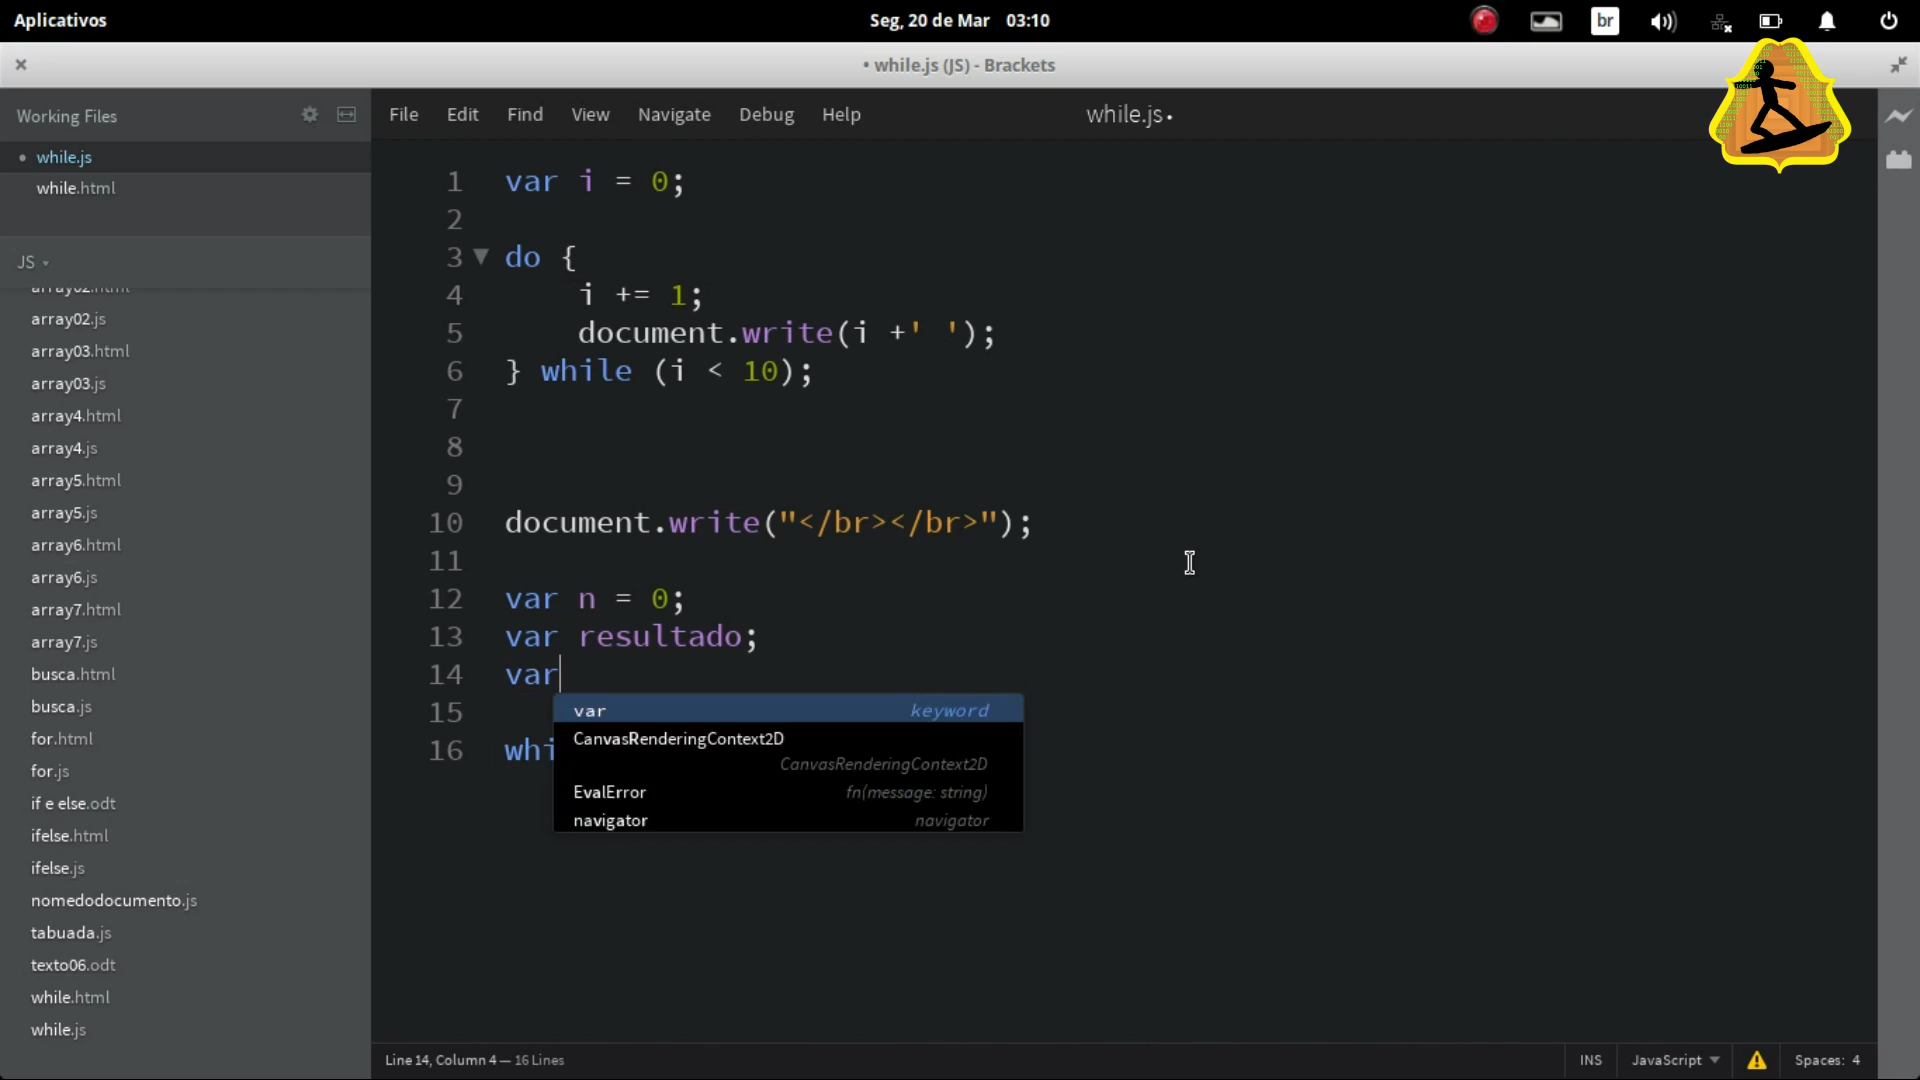 Aplicativos
Seg, 20 de Mar 03:10
br
• while.js (JS) - Brackets
Working Files
File Edit Find View Navigate Debug Help
while.js •
• while.js
while.html
JS
array02.html
array02.js
array03.html
array03.js
array4.html
array4.js
array5.html
array5.js
array6.html
array6.js
array7.html
array7.js
busca.html
busca.js
for.html
for.js
if e else.odt
ifelse.html
ifelse.js
nomedodocumento.js
tabuada.js
texto06.odt
while.html
while.js
1 var i = 0;
2
3 do {
4 i += 1;
5 document.write(i +' ');
6 } while (i < 10);
7
8
9
10 document.write("</br></br>");
11
12 var n = 0;
13 var resultado;
14 var
15
16 whi
var keyword
CanvasRenderingContext2D
CanvasRenderingContext2D
EvalError fn(message: string)
navigator navigator
Line 14, Column 4 — 16 Lines
INS JavaScript Spaces: 4